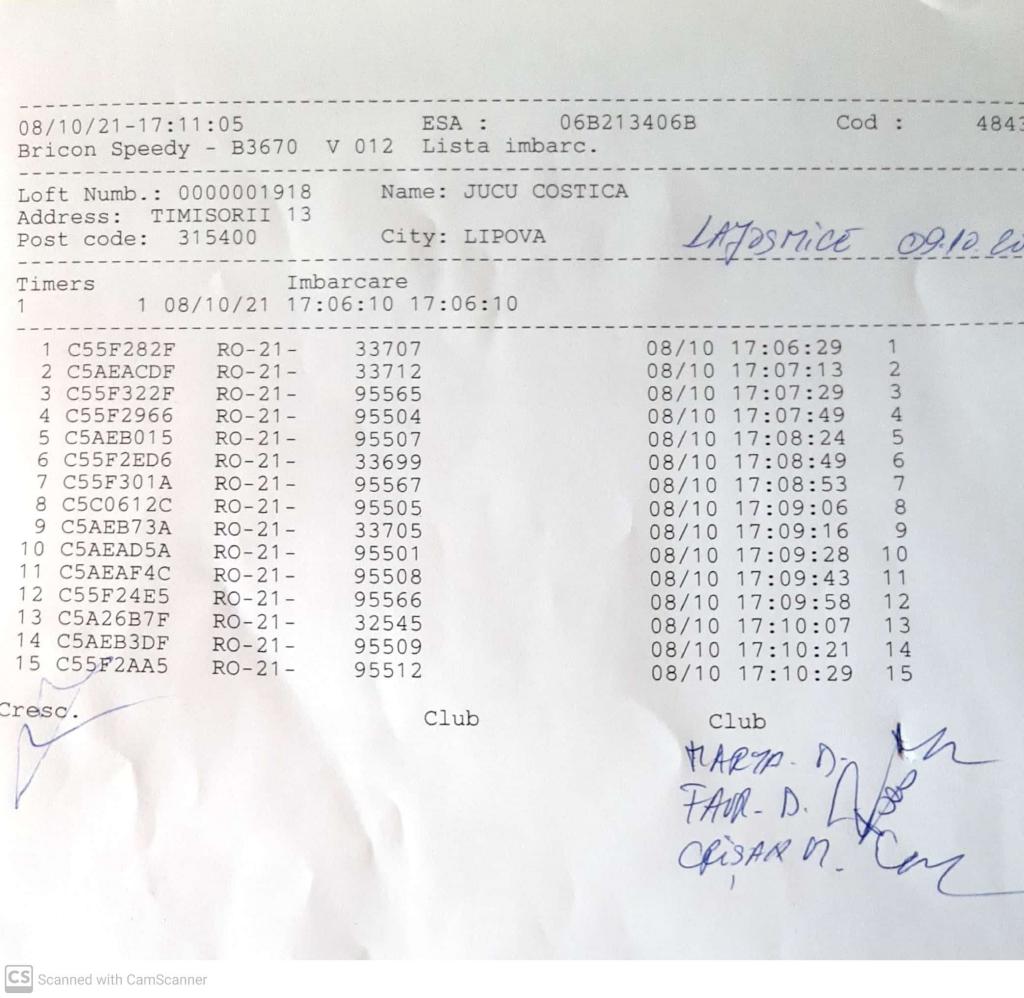 08/10/21-17:11:05 ESA : 06B213406B Cod : 4843
Bricon Speedy - B3670 V 012 Lista imbarc.
Loft Numb.: 0000001918 Name: JUCU COSTICA
Address: TIMISORII 13
Post code: 315400 City: LIPOVA
LAJOSMICE 09.10.20
Timers Imbarcare
1 1 08/10/21 17:06:10 17:06:10
1 C55F282F RO-21- 33707 08/10 17:06:29 1
2 C5AEACDF RO-21- 33712 08/10 17:07:13 2
3 C55F322F RO-21- 95565 08/10 17:07:29 3
4 C55F2966 RO-21- 95504 08/10 17:07:49 4
5 C5AEB015 RO-21- 95507 08/10 17:08:24 5
6 C55F2ED6 RO-21- 33699 08/10 17:08:49 6
7 C55F301A RO-21- 95567 08/10 17:08:53 7
8 C5C0612C RO-21- 95505 08/10 17:09:06 8
9 C5AEB73A RO-21- 33705 08/10 17:09:16 9
10 C5AEAD5A RO-21- 95501 08/10 17:09:28 10
11 C5AEAF4C RO-21- 95508 08/10 17:09:43 11
12 C55F24E5 RO-21- 95566 08/10 17:09:58 12
13 C5A26B7F RO-21- 32545 08/10 17:10:07 13
14 C5AEB3DF RO-21- 95509 08/10 17:10:21 14
15 C55F2AA5 RO-21- 95512 08/10 17:10:29 15
Cresc. Club Club
D.
FAUR. D.
CRIȘAN M.
CS Scanned with CamScanner